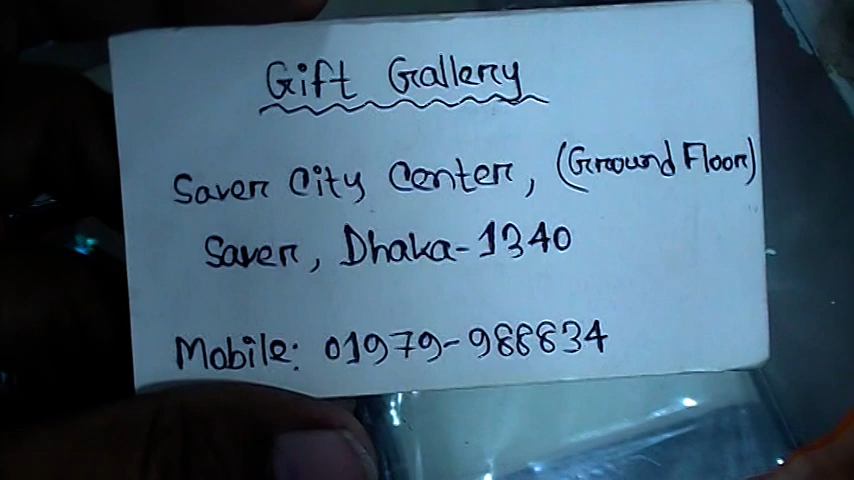 Gift Gallery
Saver City Center, (Ground Floor)
Saver, Dhaka-1340
Mobile: 01979-988834